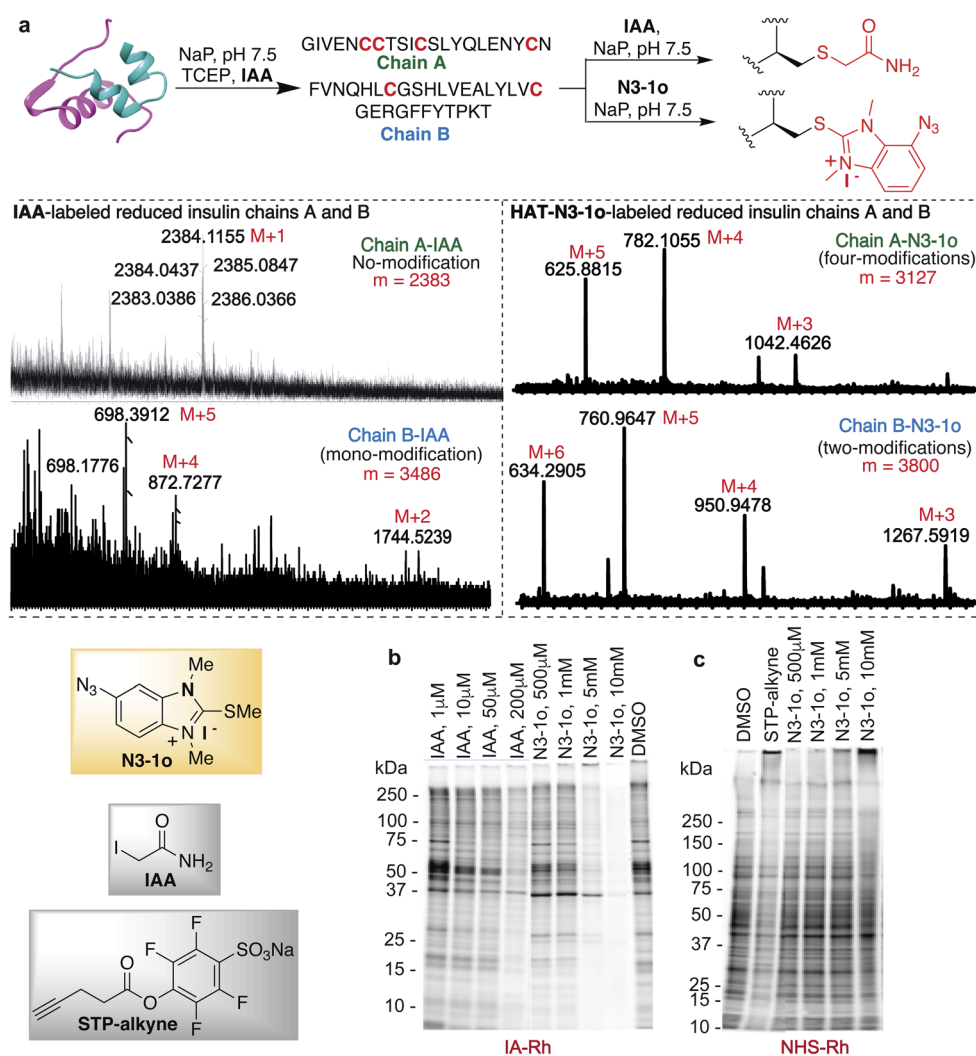 a
NaP, pH 7.5
TCEP, IAA
GIVENCCTSICSLYQLENYCN
Chain A
FVNQHLCGSHLVEALYLVC
GERGFFYTPKT
Chain B
IAA,
NaP, pH 7.5
N3-1o
NaP, pH 7.5
S
O
NH2
S
N
N3
+N
I -
IAA-labeled reduced insulin chains A and B
2384.1155 M+1
2384.0437
2385.0847
2383.0386
2386.0366
Chain A-IAA
No-modification
m = 2383
698.3912 M+5
698.1776
M+4
872.7277
M+2
1744.5239
Chain B-IAA
(mono-modification)
m = 3486
HAT-N3-1o-labeled reduced insulin chains A and B
M+5
625.8815
782.1055 M+4
M+3
1042.4626
Chain A-N3-1o
(four-modifications)
m = 3127
M+6
634.2905
760.9647 M+5
M+4
950.9478
M+3
1267.5919
Chain B-N3-1o
(two-modifications)
m = 3800
N3
Me
N
SMe
N
+
I -
Me
N3-1o
O
I
NH2
IAA
F
F
SO3Na
O
O
F
F
STP-alkyne
b
IAA, 1µM
IAA, 10µM
IAA, 50µM
IAA, 200µM
N3-1o, 500µM
N3-1o, 1mM
N3-1o, 5mM
N3-1o, 10mM
DMSO
kDa
250 -
100 -
75 -
50 -
37 -
25 -
15 -
10 -
IA-Rh
c
DMSO
STP-alkyne
N3-1o, 500µM
N3-1o, 1mM
N3-1o, 5mM
N3-1o, 10mM
kDa
250 -
150 -
100 -
75 -
50 -
37 -
25 -
15 -
10 -
NHS-Rh